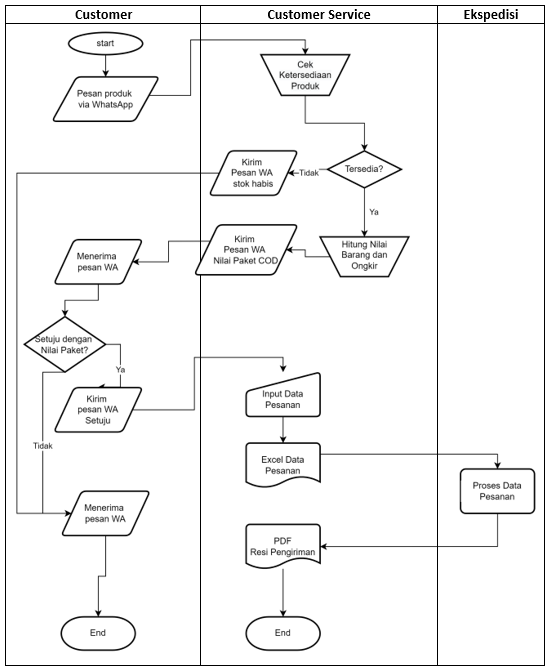 Customer
Customer Service
Ekspedisi
start
Pesan produk
via WhatsApp
Cek
Ketersediaan
Produk
Tersedia?
Tidak
Kirim
Pesan WA
stok habis
Ya
Hitung Nilai
Barang dan
Ongkir
Kirim
Pesan WA
Nilai Paket COD
Menerima
pesan WA
Setuju dengan
Nilai Paket?
Ya
Kirim
pesan WA
Setuju
Tidak
Input Data
Pesanan
Excel Data
Pesanan
Proses Data
Pesanan
Menerima
pesan WA
PDF
Resi Pengiriman
End
End